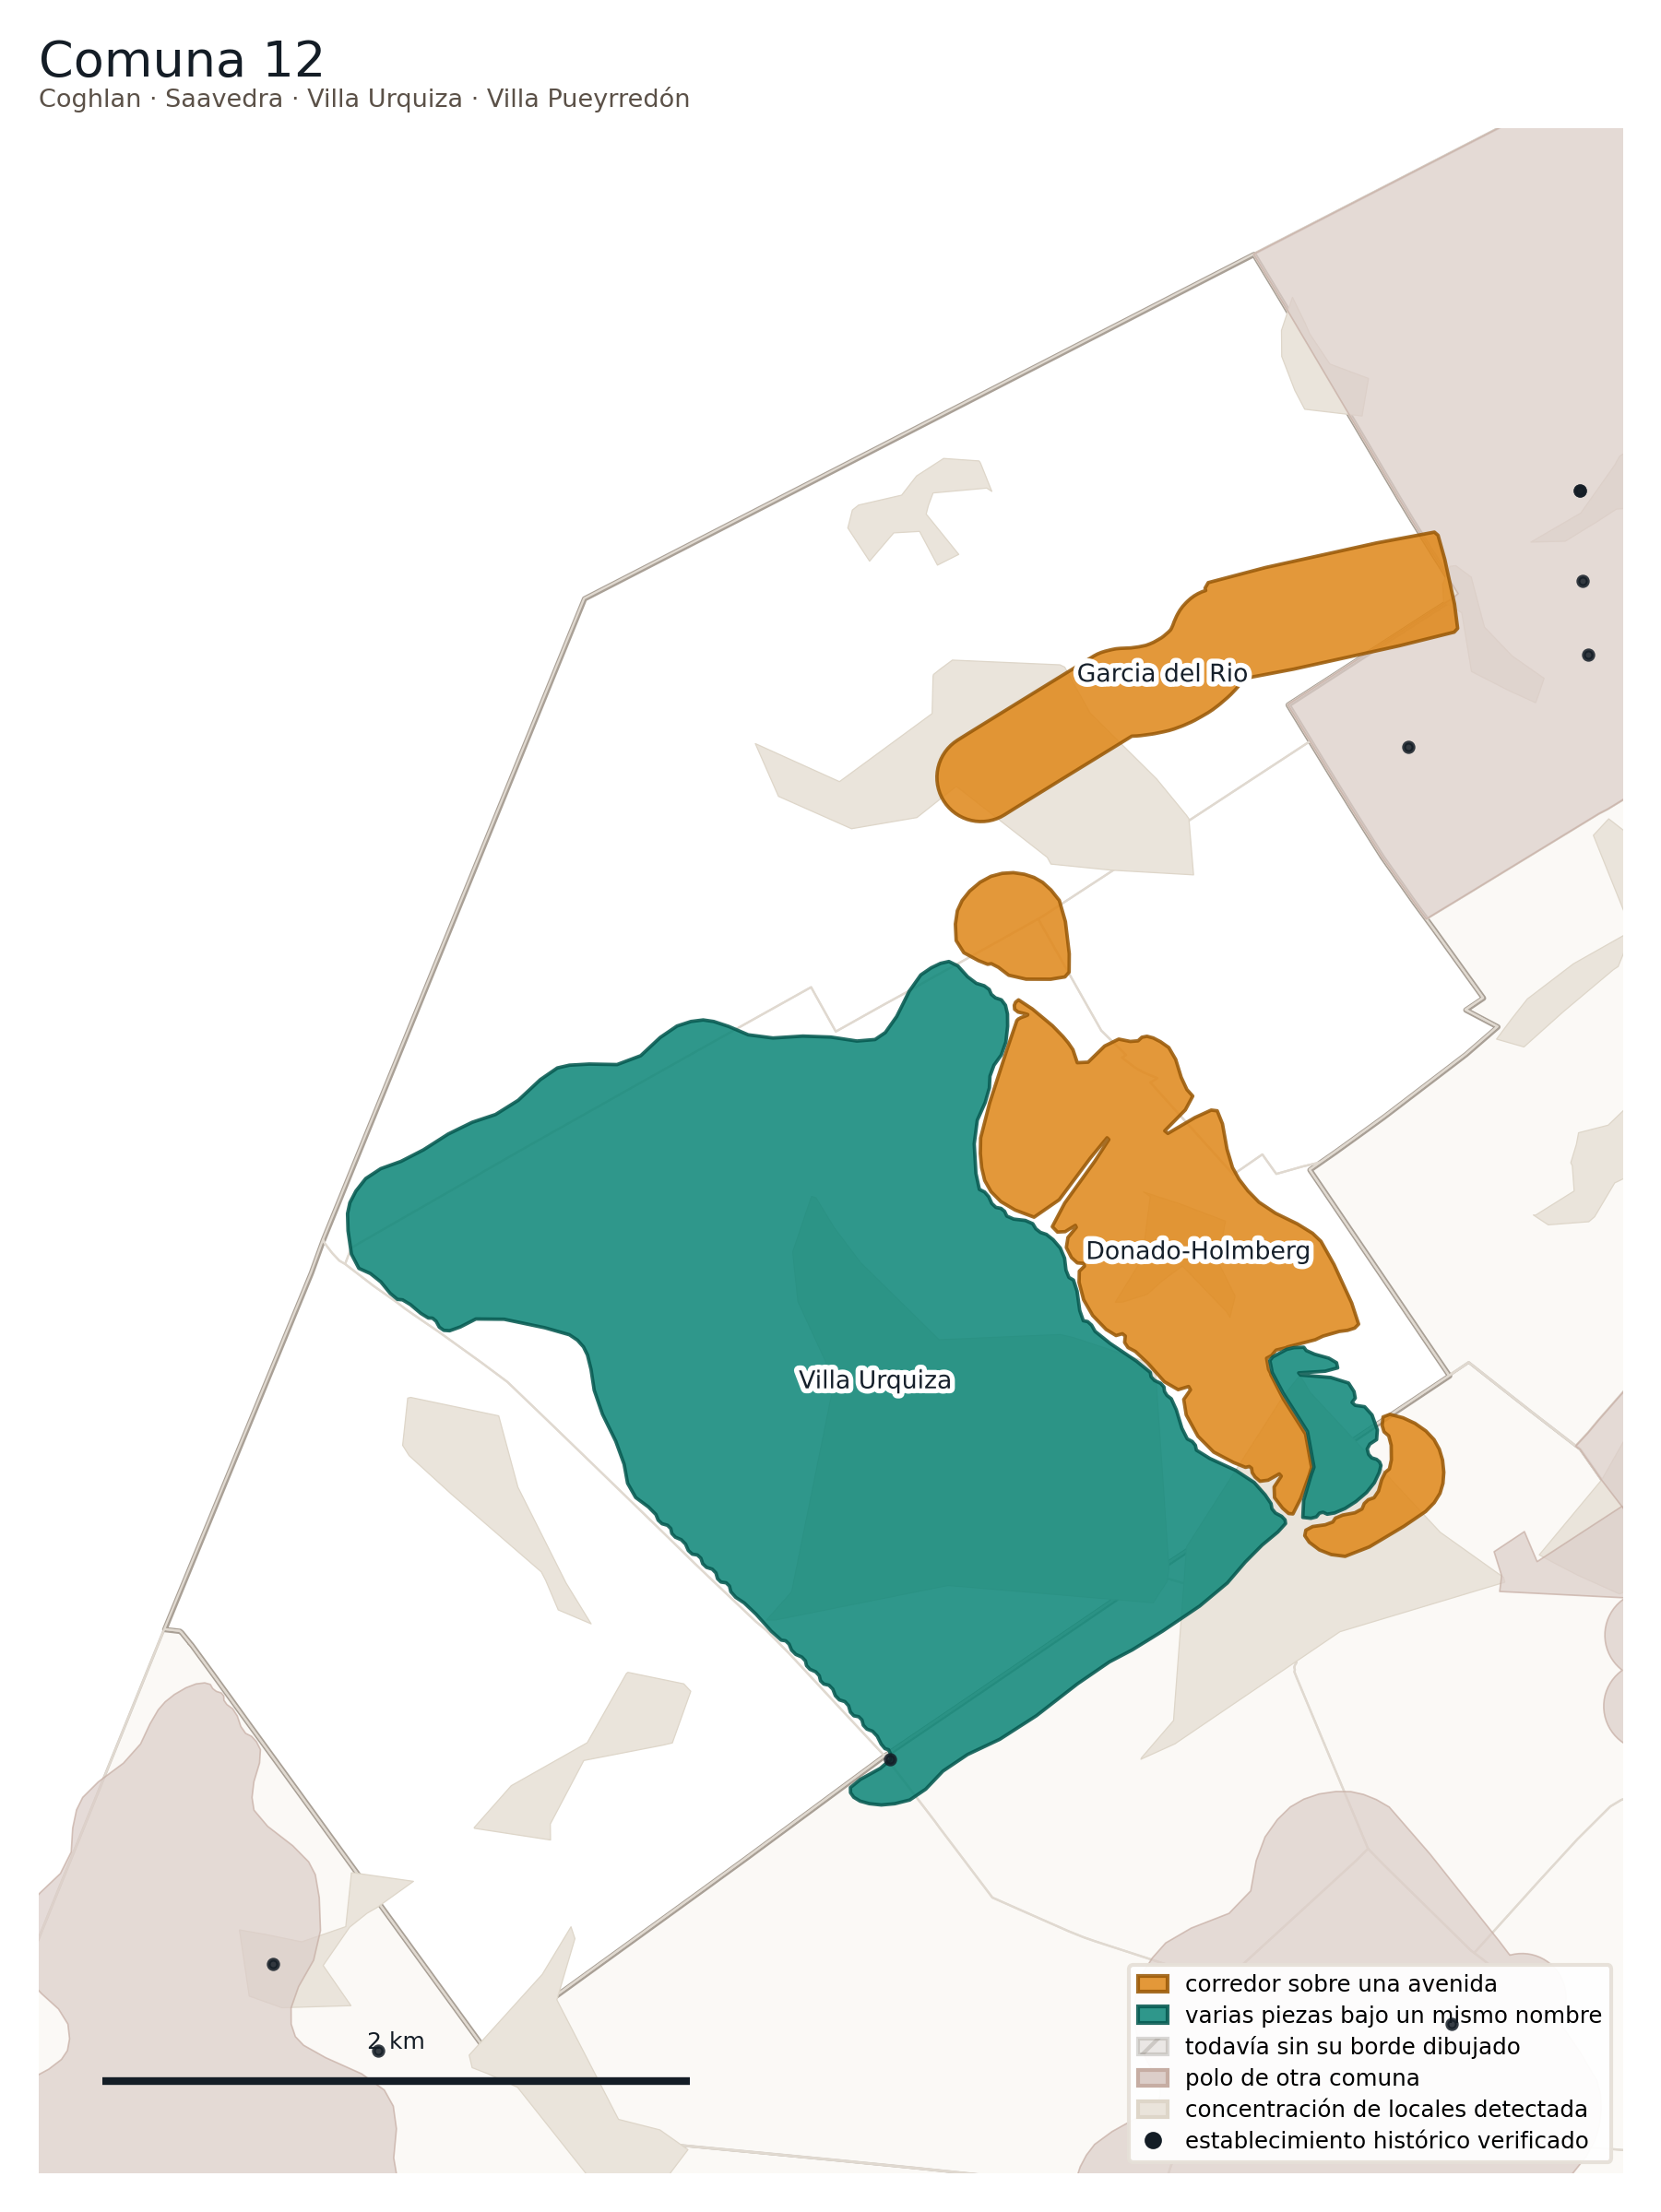 Comuna 12
Coghlan · Saavedra · Villa Urquiza · Villa Pueyrredón
Garcia del Rio
Donado-Holmberg
Villa Urquiza
2 km
corredor sobre una avenida
varias piezas bajo un mismo nombre
todavía sin su borde dibujado
polo de otra comuna
concentración de locales detectada
establecimiento histórico verificado